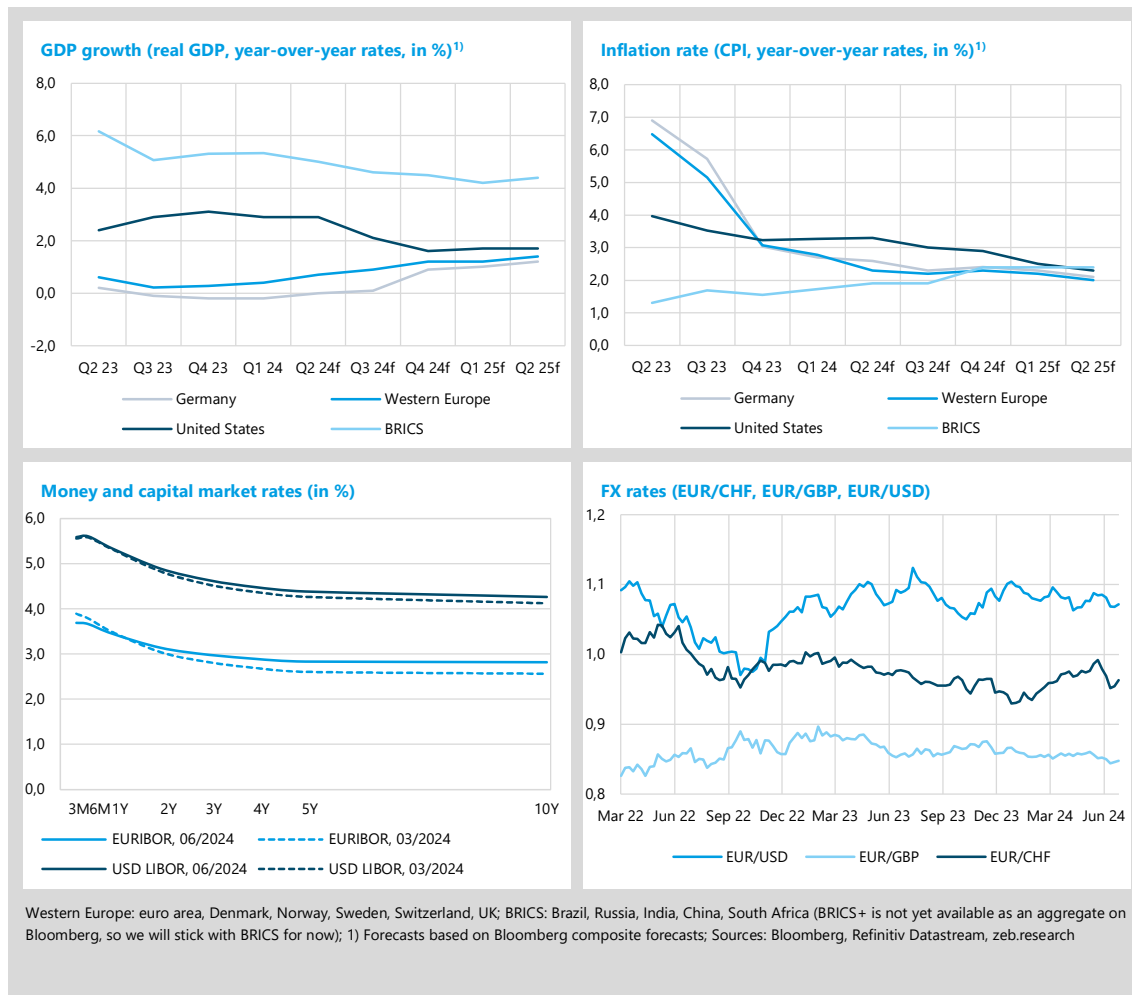 GDP growth (real GDP, year-over-year rates, in %)1)
8,0
6,0
4,0
2,0
0,0
-2,0
Q2 23 Q3 23 Q4 23 Q1 24 Q2 24f Q3 24f Q4 24f Q1 25f Q2 25f
Germany Western Europe
United States BRICS
Inflation rate (CPI, year-over-year rates, in %)1)
8,0
7,0
6,0
5,0
4,0
3,0
2,0
1,0
0,0
Q2 23 Q3 23 Q4 23 Q1 24 Q2 24f Q3 24f Q4 24f Q1 25f Q2 25f
Germany Western Europe
United States BRICS
Money and capital market rates (in %)
6,0
5,0
4,0
3,0
2,0
1,0
0,0
3M6M1Y 2Y 3Y 4Y 5Y 10Y
EURIBOR, 06/2024 EURIBOR, 03/2024
USD LIBOR, 06/2024 USD LIBOR, 03/2024
FX rates (EUR/CHF, EUR/GBP, EUR/USD)
1,2
1,1
1,0
0,9
0,8
Mar 22 Jun 22 Sep 22 Dec 22 Mar 23 Jun 23 Sep 23 Dec 23 Mar 24 Jun 24
EUR/USD EUR/GBP EUR/CHF
Western Europe: euro area, Denmark, Norway, Sweden, Switzerland, UK; BRICS: Brazil, Russia, India, China, South Africa (BRICS+ is not yet available as an aggregate on
Bloomberg, so we will stick with BRICS for now); 1) Forecasts based on Bloomberg composite forecasts; Sources: Bloomberg, Refinitiv Datastream, zeb.research